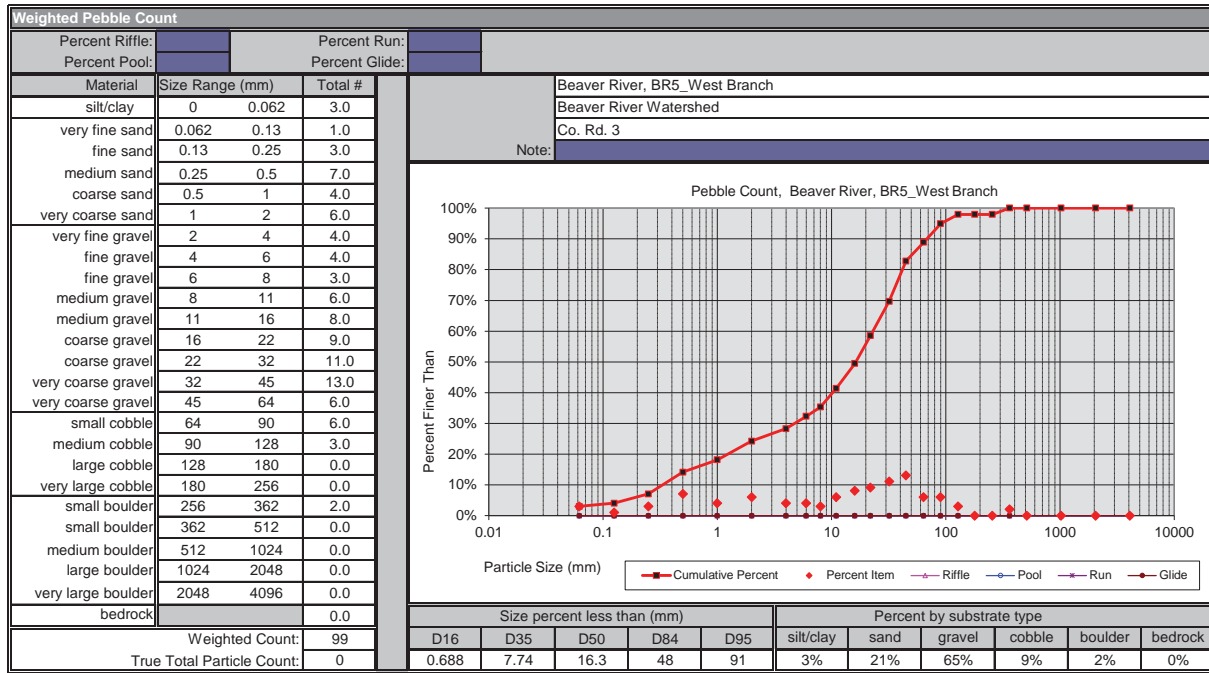 Weighted Pebble Count
Percent Riffle: Percent Run:
Percent Pool: Percent Glide:
Material Size Range (mm) Total #
silt/clay 0 0.062 3.0
very fine sand 0.062 0.13 1.0
fine sand 0.13 0.25 3.0
medium sand 0.25 0.5 7.0
coarse sand 0.5 1 4.0
very coarse sand 1 2 6.0
very fine gravel 2 4 4.0
fine gravel 4 6 4.0
fine gravel 6 8 3.0
medium gravel 8 11 6.0
medium gravel 11 16 8.0
coarse gravel 16 22 9.0
coarse gravel 22 32 11.0
very coarse gravel 32 45 13.0
very coarse gravel 45 64 6.0
small cobble 64 90 6.0
medium cobble 90 128 3.0
large cobble 128 180 0.0
very large cobble 180 256 0.0
small boulder 256 362 2.0
small boulder 362 512 0.0
medium boulder 512 1024 0.0
large boulder 1024 2048 0.0
very large boulder 2048 4096 0.0
bedrock 0.0
Weighted Count: 99
True Total Particle Count: 0
Beaver River, BR5_West Branch
Beaver River Watershed
Co. Rd. 3
Note:
Pebble Count, Beaver River, BR5_West Branch
Percent Finer Than
100%
90%
80%
70%
60%
50%
40%
30%
20%
10%
0%
0.01 0.1 1 10 100 1000 10000
Particle Size (mm)
Cumulative Percent Percent Item Riffle Pool Run Glide
Size percent less than (mm) Percent by substrate type
D16 D35 D50 D84 D95 silt/clay sand gravel cobble boulder bedrock
0.688 7.74 16.3 48 91 3% 21% 65% 9% 2% 0%